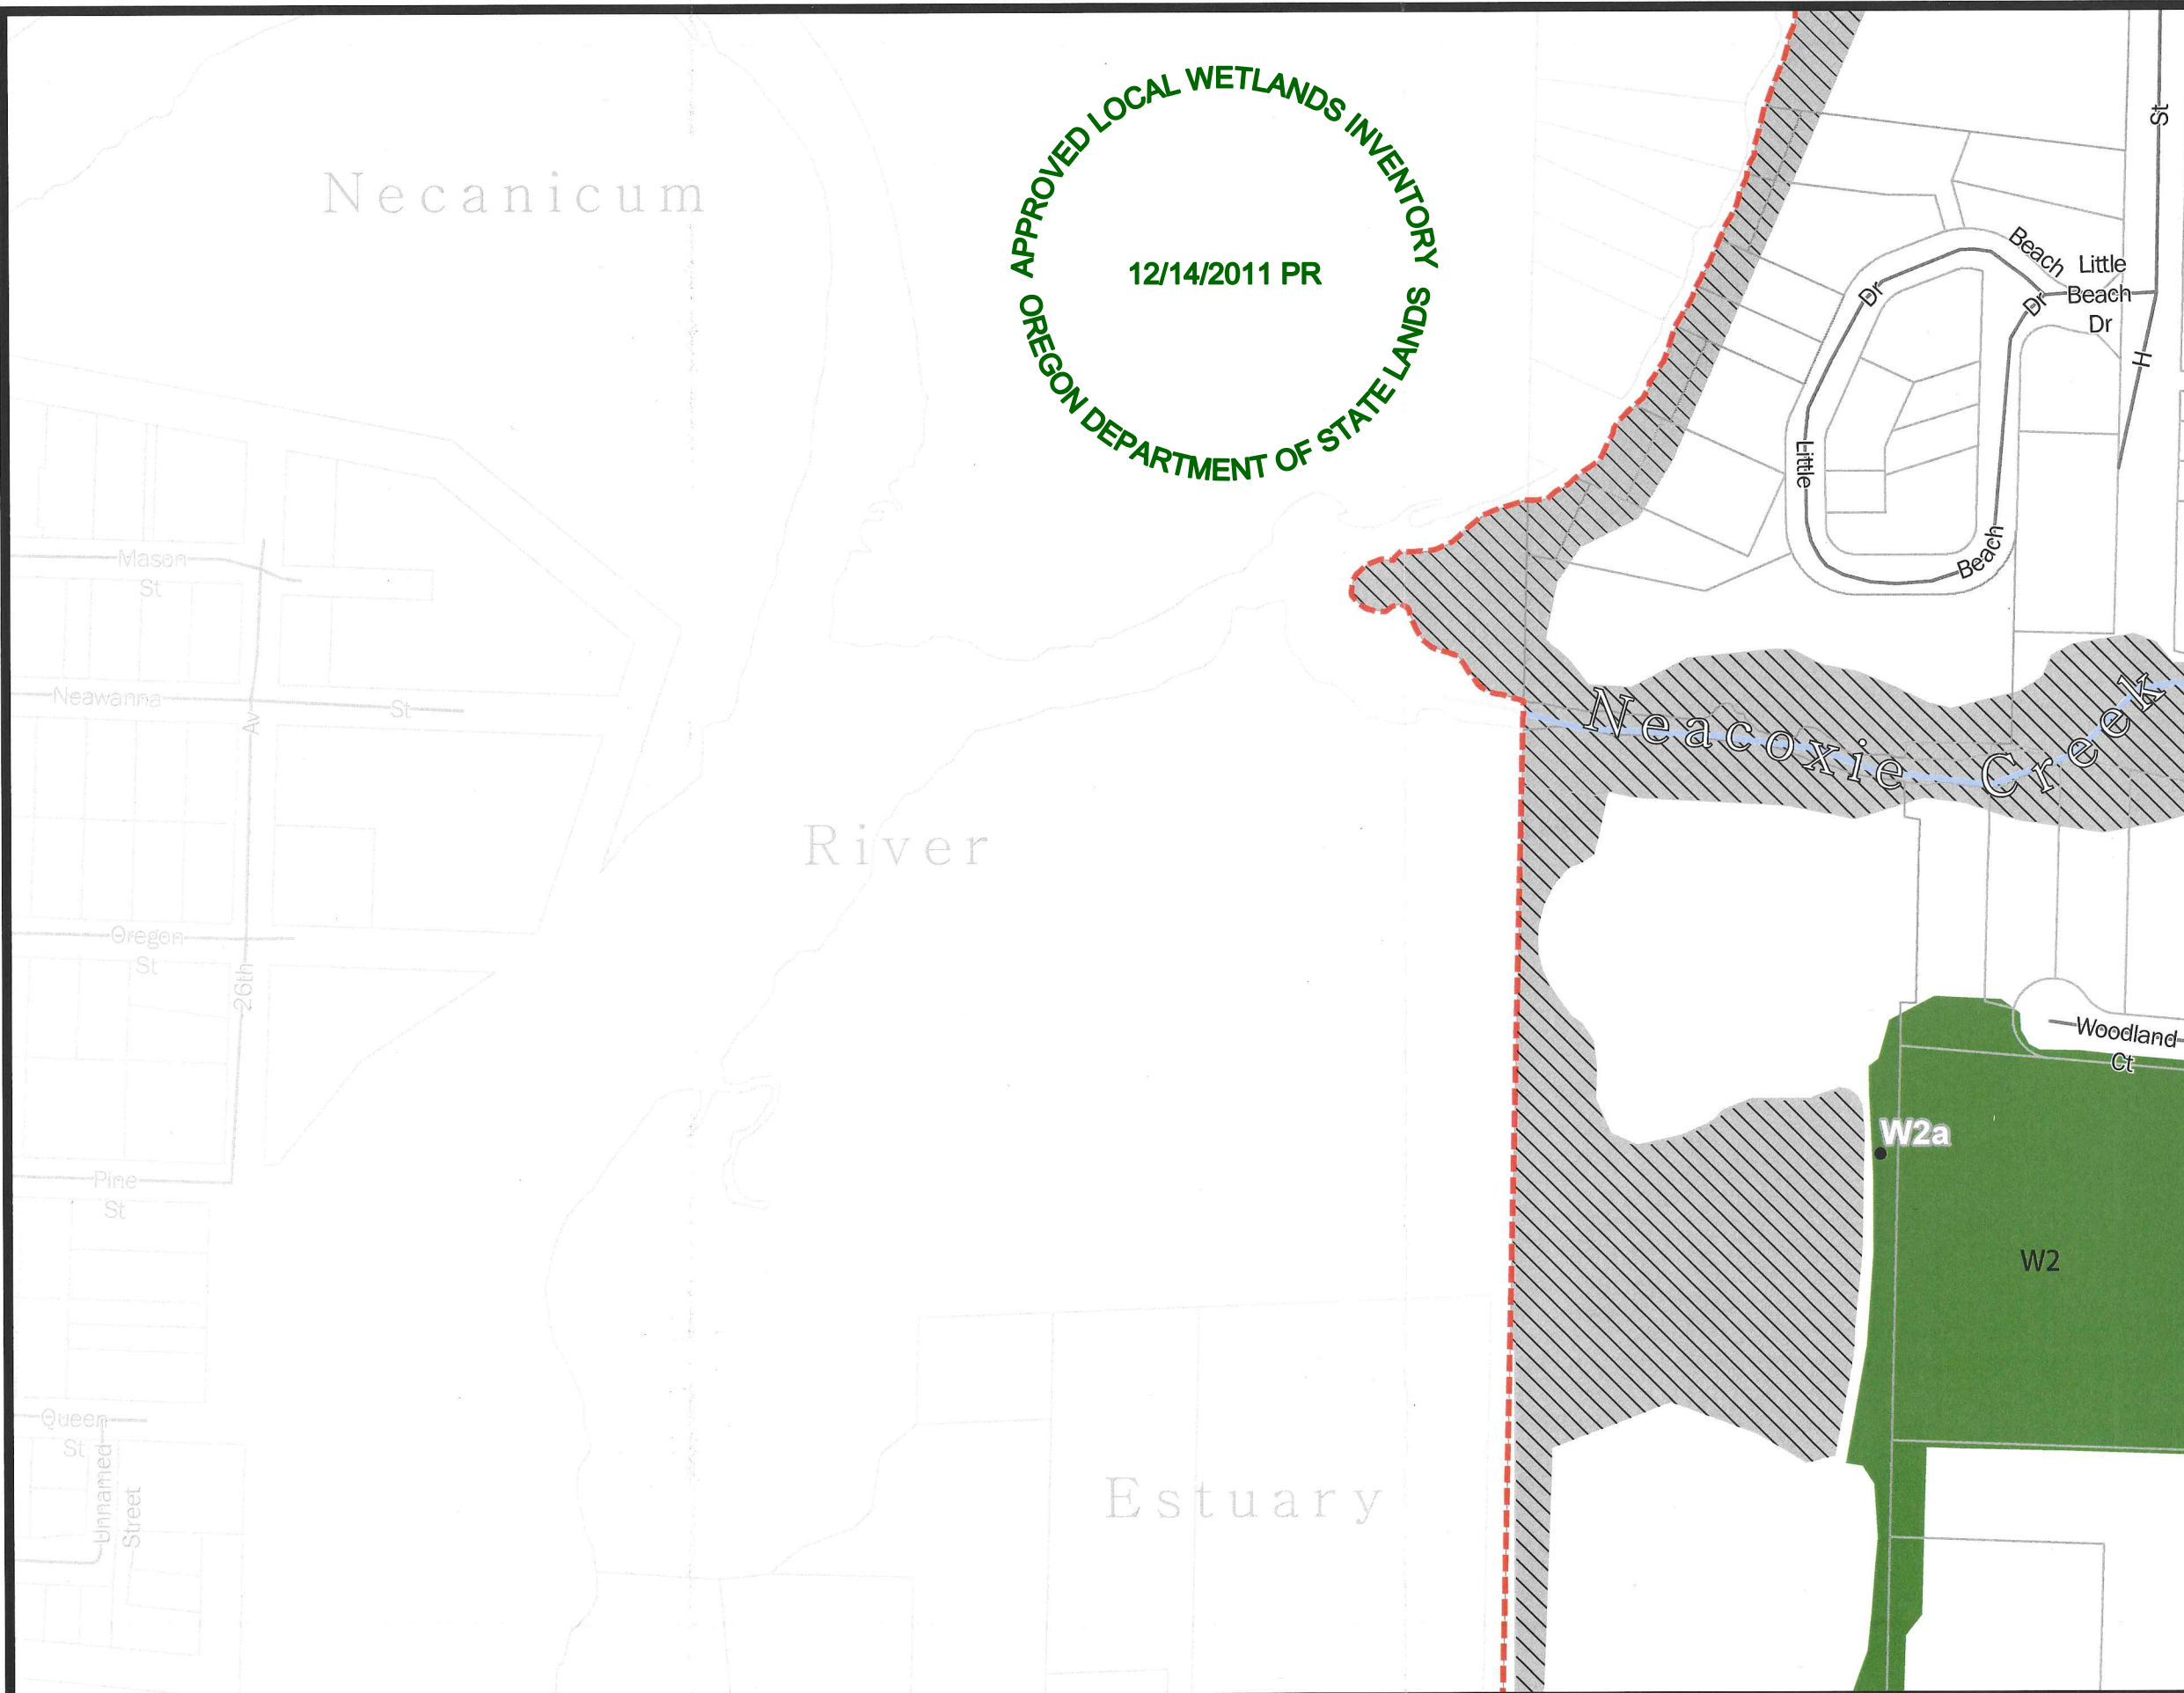 APPROVED LOCAL WETLANDS INVENTORY
12/14/2011 PR
OREGON DEPARTMENT OF STATE LANDS
Necanicum
River
Estuary
Neacoxie Creek
St
H
Beach
Dr
Little
Beach
Dr
Dr
Little
Beach
Mason
St
Neawanna
St
Av
Oregon
St
26th
Pine
St
Queen
St
Unnamed
Street
Woodland
Ct
W2a
W2